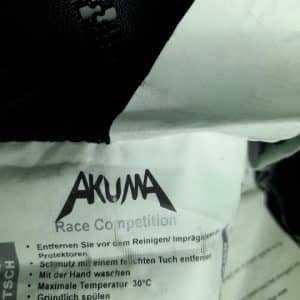 AKUMA
Race Competition
• Entfernen Sie vor dem Reinigen/ Imprägnieren
Protektoren
• Schmutz mit einem feuchten Tuch entfernen
• Mit der Hand waschen
• Maximale Temperatur 30°C
• Gründlich spülen
TSCH